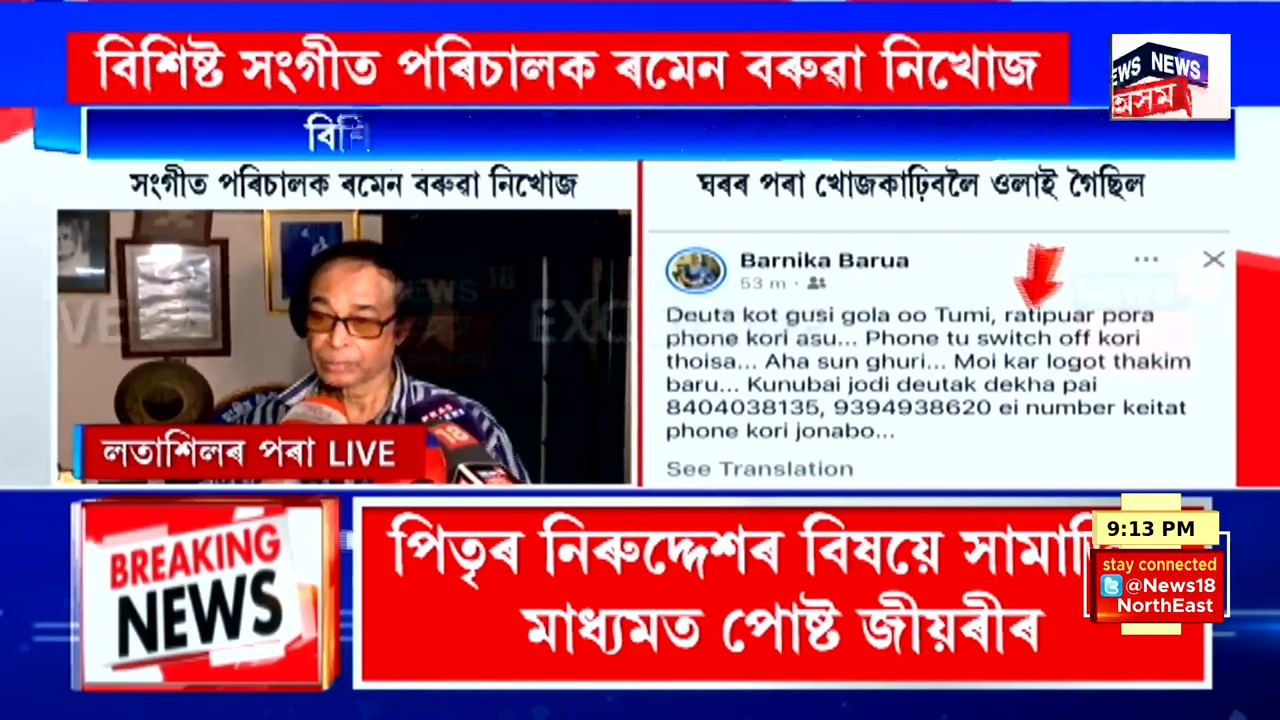 বিশিষ্ট সংগীত পৰিচালক ৰমেন বৰুৱা নিখোজ
EWS NEWS
অসম
বিশি
সংগীত পৰিচালক ৰমেন বৰুৱা নিখোজ
ঘৰৰ পৰা খোজকাঢ়িবলৈ ওলাই গৈছিল
Barnika Barua
53 m
Deuta kot gusi gola oo Tumi, ratipuar pora
phone kori asu... Phone tu switch off kori
thoisa... Aha sun ghuri... Moi kar logot thakim
baru... Kunubai jodi deutak dekha pai
8404038135, 9394938620 ei number keitat
phone kori jonabo...
See Translation
লতাশিলৰ পৰা LIVE
BREAKING
NEWS
পিতৃৰ নিৰুদ্দেশৰ বিষয়ে
মাধ্যমত পোষ্ট জীয়ৰীৰ
9:13 PM
stay connected
@News18
NorthEast